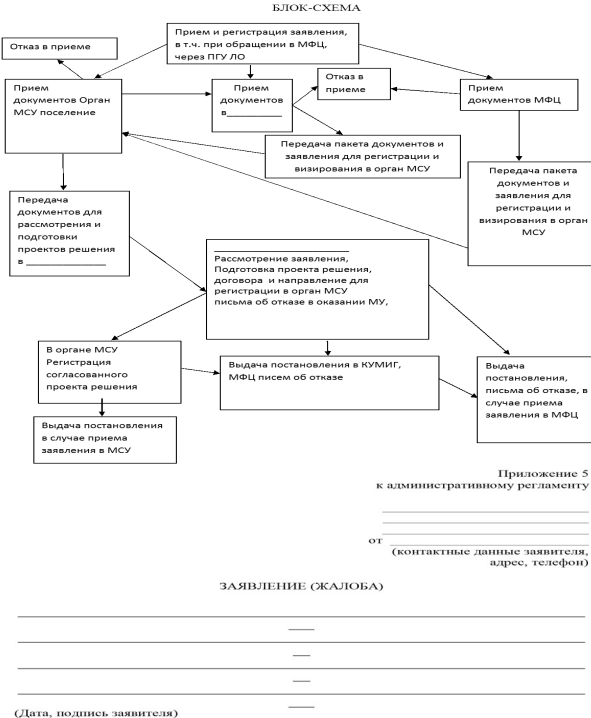 БЛОК-СХЕМА
Прием и регистрация заявления,
в т.ч. при обращении в МФЦ,
через ПГУ ЛО
Отказ в приеме
Прием
документов Орган
МСУ поселение
Прием
документов
в__________
Отказ в
приеме
Прием
документов МФЦ
Передача пакета документов и
заявления для регистрации и
визирования в орган МСУ
Передача пакета
документов и
заявления для
регистрации и
визирования в орган
МСУ
Передача
документов для
рассмотрения и
подготовки
проектов решения
в ______________
________________________
Рассмотрение заявления,
Подготовка проекта решения,
договора и направление для
регистрации в орган МСУ
письма об отказе в оказании МУ,
В органе МСУ
Регистрация
согласованного
проекта решения
Выдача постановления в КУМИГ,
МФЦ писем об отказе
Выдача
постановления,
письма об отказе, в
случае приема
заявления в МФЦ
Выдача постановления
в случае приема
заявления в МСУ
Приложение 5
к административному регламенту
от ____________________
(контактные данные заявителя,
адрес, телефон)
ЗАЯВЛЕНИЕ (ЖАЛОБА)
(Дата, подпись заявителя)